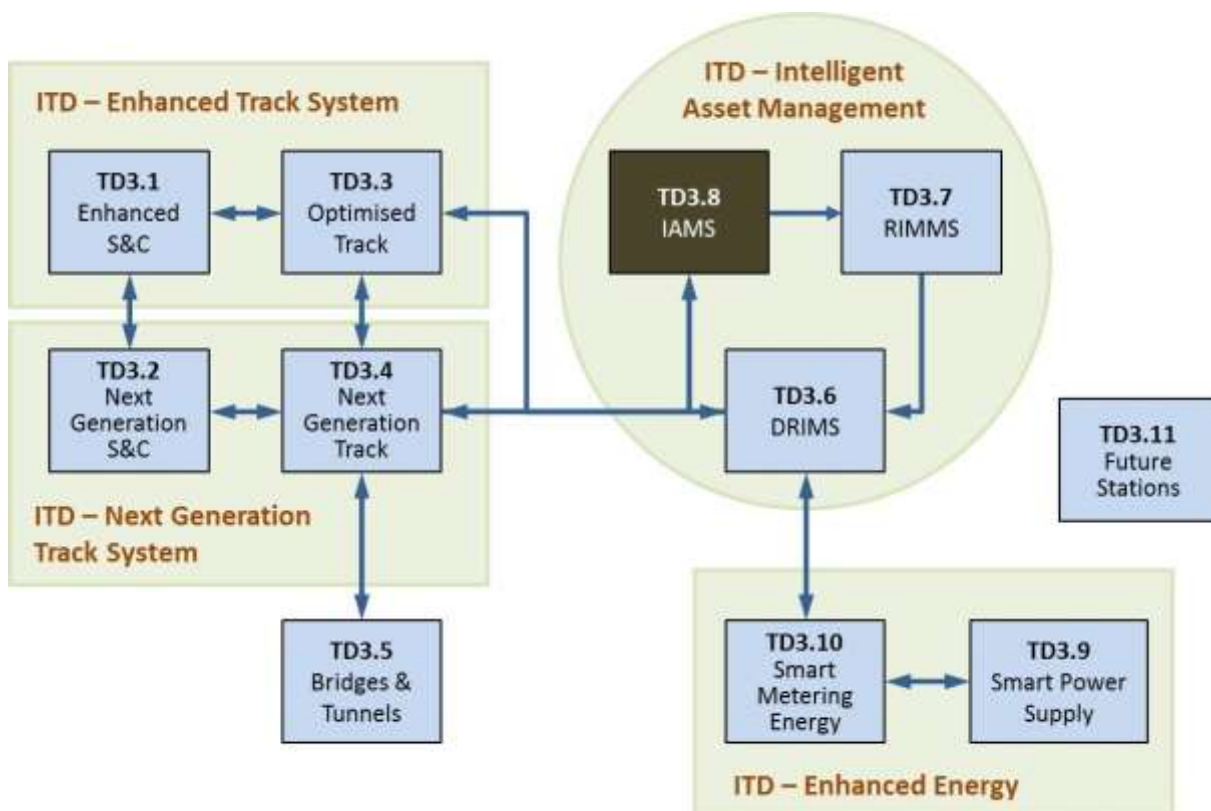 ITD – Enhanced Track System
TD3.1
Enhanced
S&C
TD3.3
Optimised
Track
TD3.2
Next
Generation
S&C
TD3.4
Next
Generation
Track
ITD – Next Generation
Track System
TD3.5
Bridges &
Tunnels
ITD – Intelligent
Asset Management
TD3.8
IAMS
TD3.7
RIMMS
TD3.6
DRIMS
TD3.11
Future
Stations
TD3.10
Smart
Metering
Energy
TD3.9
Smart Power
Supply
ITD – Enhanced Energy